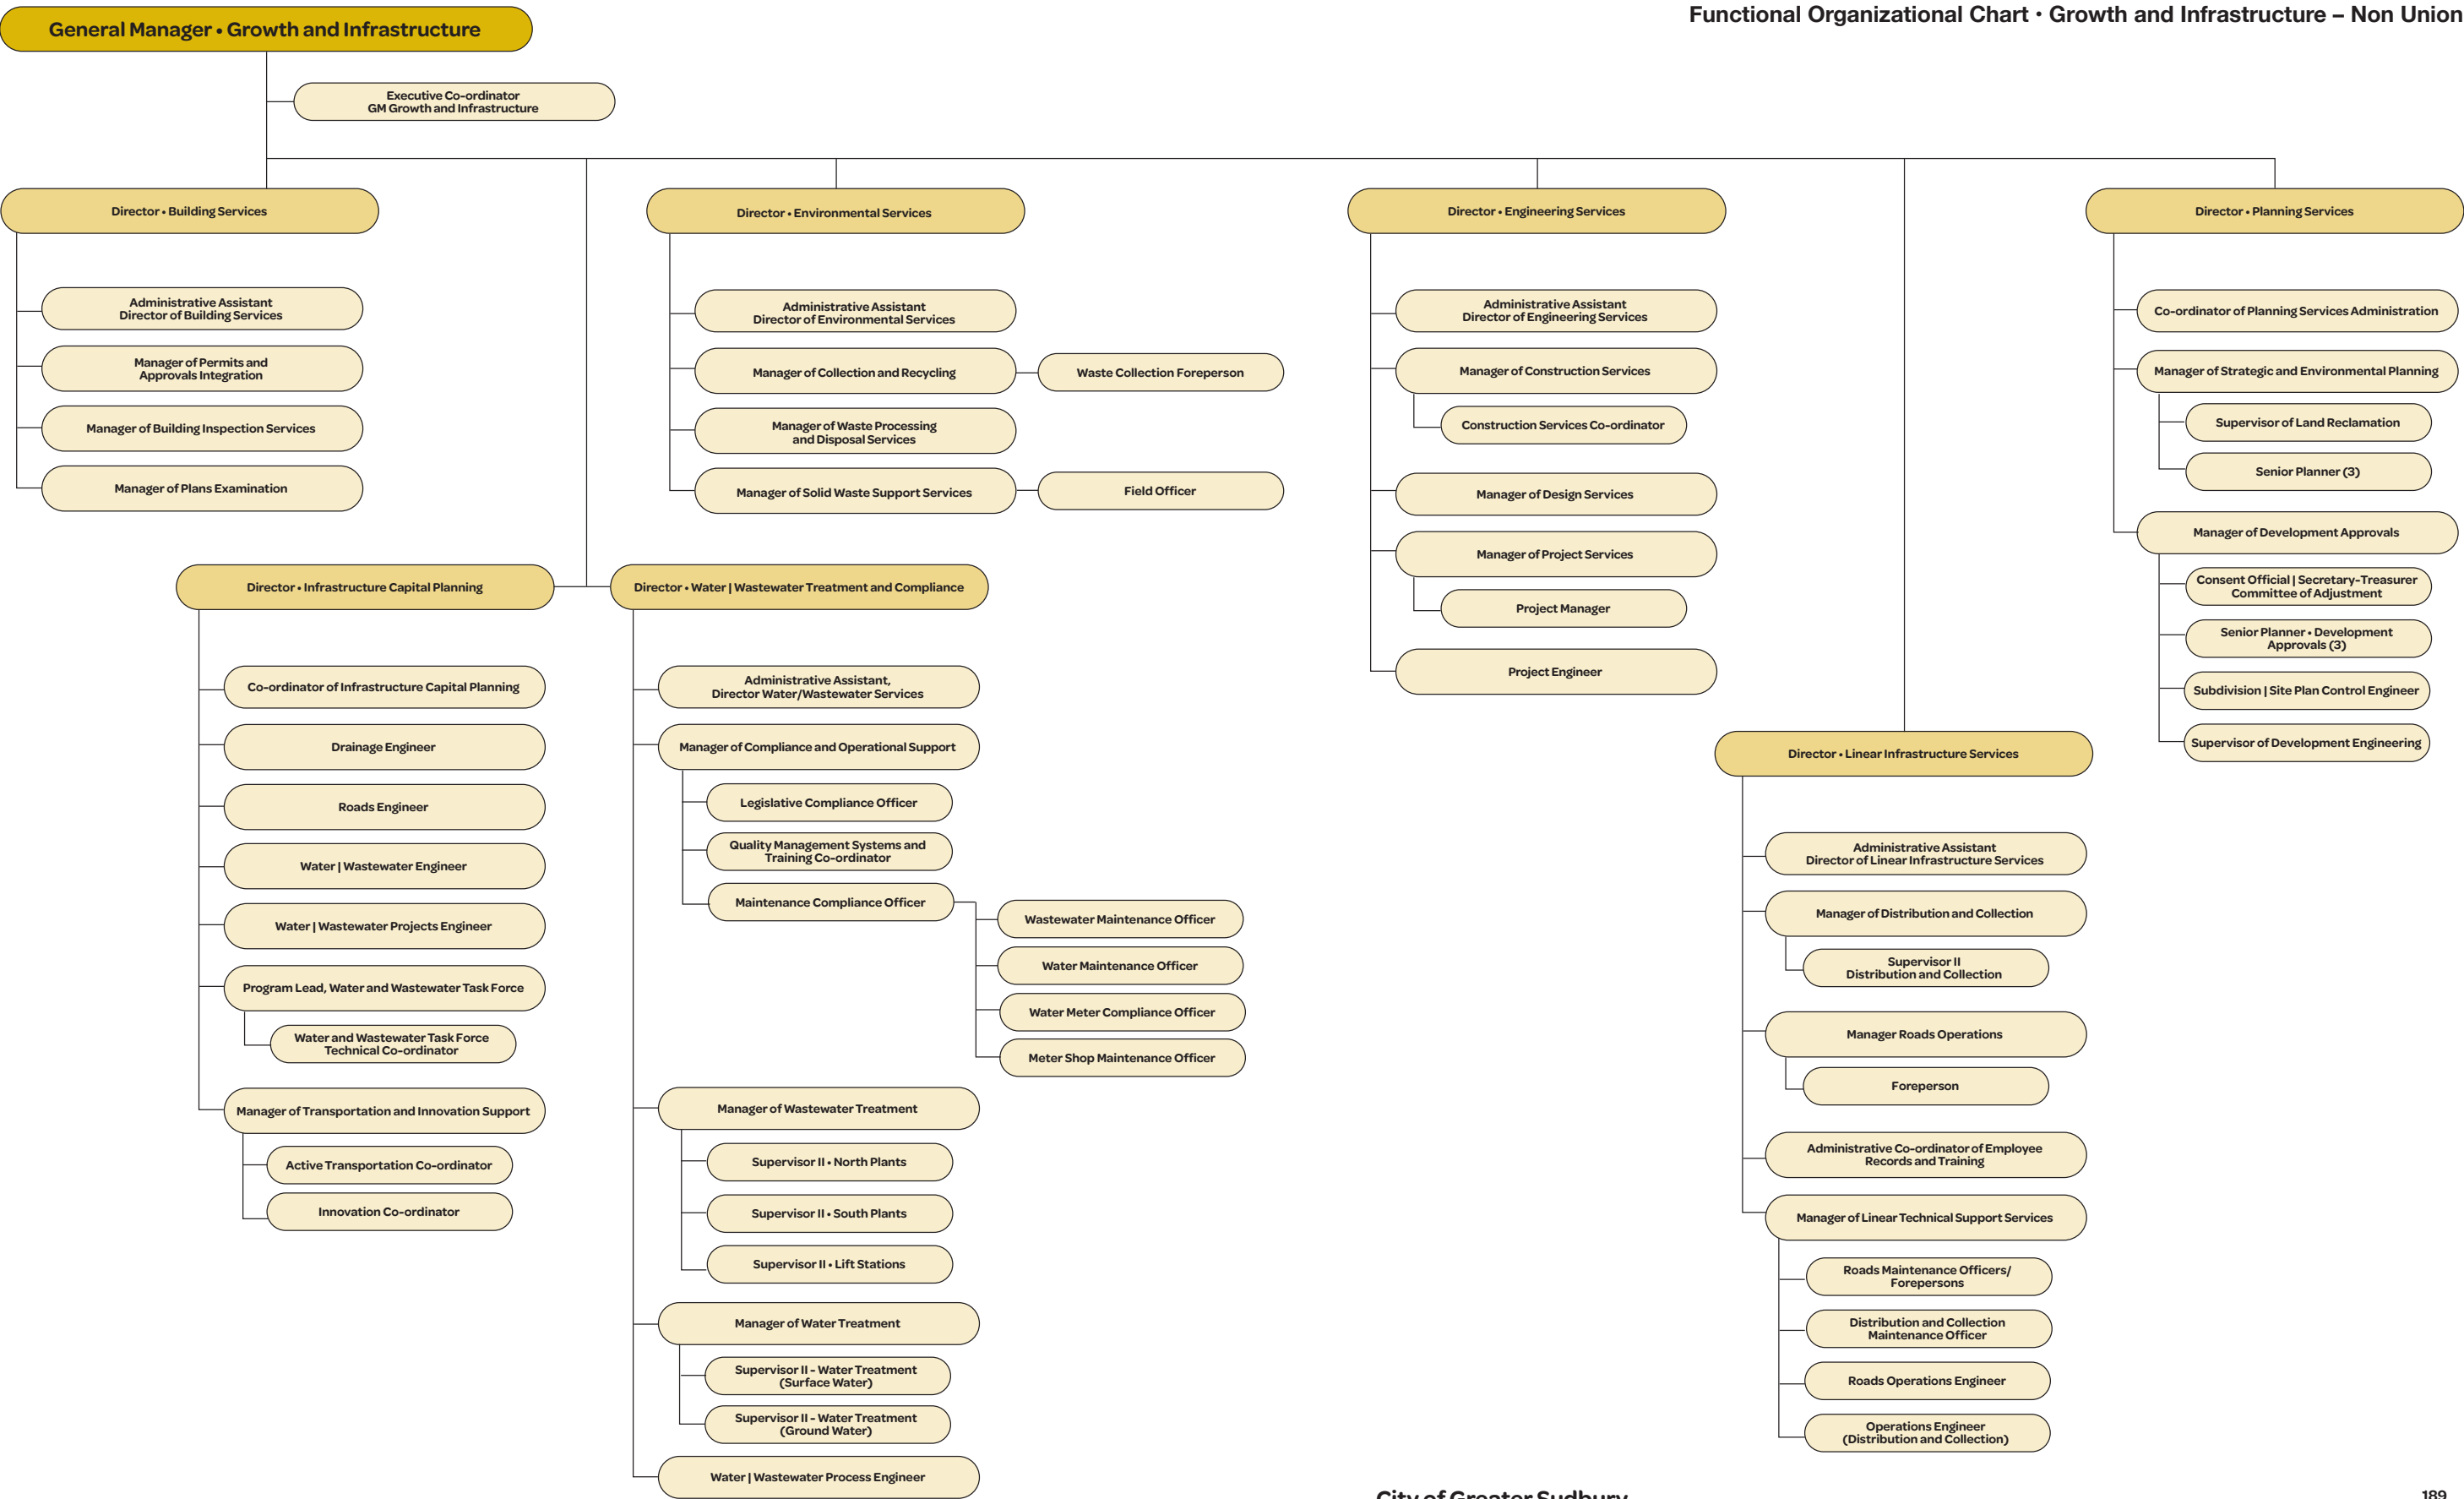 Functional Organizational Chart • Growth and Infrastructure – Non Union
General Manager • Growth and Infrastructure
Executive Co-ordinator
GM Growth and Infrastructure
Director • Building Services
Administrative Assistant
Director of Building Services
Manager of Permits and
Approvals Integration
Manager of Building Inspection Services
Manager of Plans Examination
Director • Environmental Services
Administrative Assistant
Director of Environmental Services
Manager of Collection and Recycling
Waste Collection Foreperson
Manager of Waste Processing
and Disposal Services
Manager of Solid Waste Support Services
Field Officer
Director • Engineering Services
Administrative Assistant
Director of Engineering Services
Manager of Construction Services
Construction Services Co-ordinator
Manager of Design Services
Manager of Project Services
Project Manager
Project Engineer
Director • Planning Services
Co-ordinator of Planning Services Administration
Manager of Strategic and Environmental Planning
Supervisor of Land Reclamation
Senior Planner (3)
Manager of Development Approvals
Consent Official | Secretary-Treasurer
Committee of Adjustment
Senior Planner • Development
Approvals (3)
Subdivision | Site Plan Control Engineer
Supervisor of Development Engineering
Director • Infrastructure Capital Planning
Co-ordinator of Infrastructure Capital Planning
Drainage Engineer
Roads Engineer
Water | Wastewater Engineer
Water | Wastewater Projects Engineer
Program Lead, Water and Wastewater Task Force
Water and Wastewater Task Force
Technical Co-ordinator
Manager of Transportation and Innovation Support
Active Transportation Co-ordinator
Innovation Co-ordinator
Director • Water | Wastewater Treatment and Compliance
Administrative Assistant,
Director Water/Wastewater Services
Manager of Compliance and Operational Support
Legislative Compliance Officer
Quality Management Systems and
Training Co-ordinator
Maintenance Compliance Officer
Wastewater Maintenance Officer
Water Maintenance Officer
Water Meter Compliance Officer
Meter Shop Maintenance Officer
Manager of Wastewater Treatment
Supervisor II • North Plants
Supervisor II • South Plants
Supervisor II • Lift Stations
Manager of Water Treatment
Supervisor II - Water Treatment
(Surface Water)
Supervisor II - Water Treatment
(Ground Water)
Water | Wastewater Process Engineer
Director • Linear Infrastructure Services
Administrative Assistant
Director of Linear Infrastructure Services
Manager of Distribution and Collection
Supervisor II
Distribution and Collection
Manager Roads Operations
Foreperson
Administrative Co-ordinator of Employee
Records and Training
Manager of Linear Technical Support Services
Roads Maintenance Officers/
Forepersons
Distribution and Collection
Maintenance Officer
Roads Operations Engineer
Operations Engineer
(Distribution and Collection)
City of Greater Sudbury
189